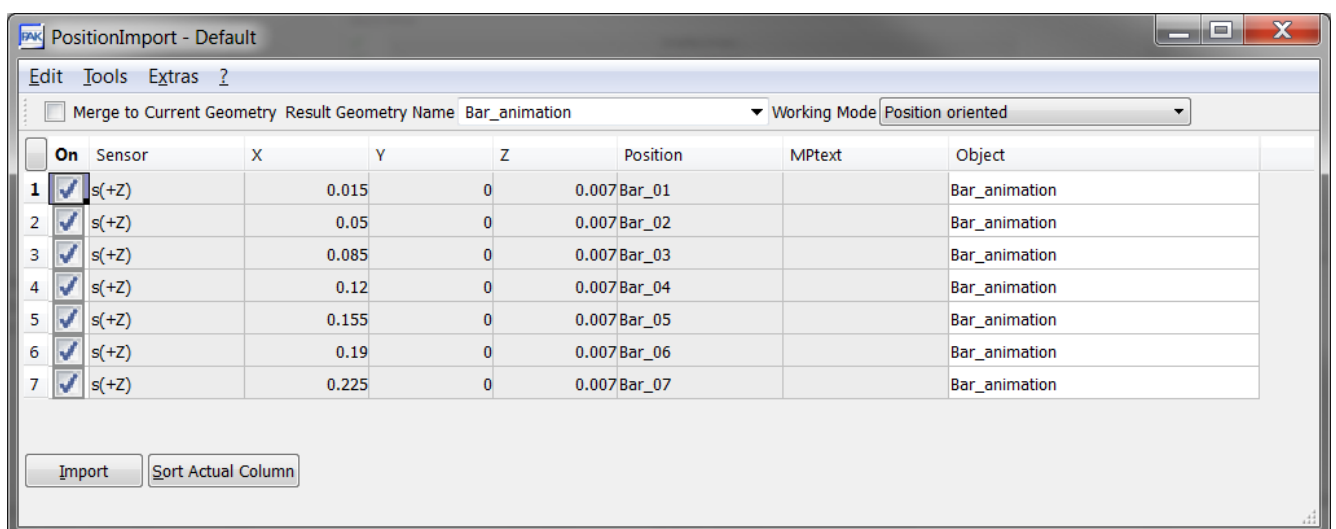 PAK PositionImport - Default
Edit Tools Extras ?
Merge to Current Geometry Result Geometry Name Bar_animation Working Mode Position oriented
On Sensor X Y Z Position MPtext Object
1 s(+Z) 0.015 0 0.007 Bar_01 Bar_animation
2 s(+Z) 0.05 0 0.007 Bar_02 Bar_animation
3 s(+Z) 0.085 0 0.007 Bar_03 Bar_animation
4 s(+Z) 0.12 0 0.007 Bar_04 Bar_animation
5 s(+Z) 0.155 0 0.007 Bar_05 Bar_animation
6 s(+Z) 0.19 0 0.007 Bar_06 Bar_animation
7 s(+Z) 0.225 0 0.007 Bar_07 Bar_animation
Import Sort Actual Column